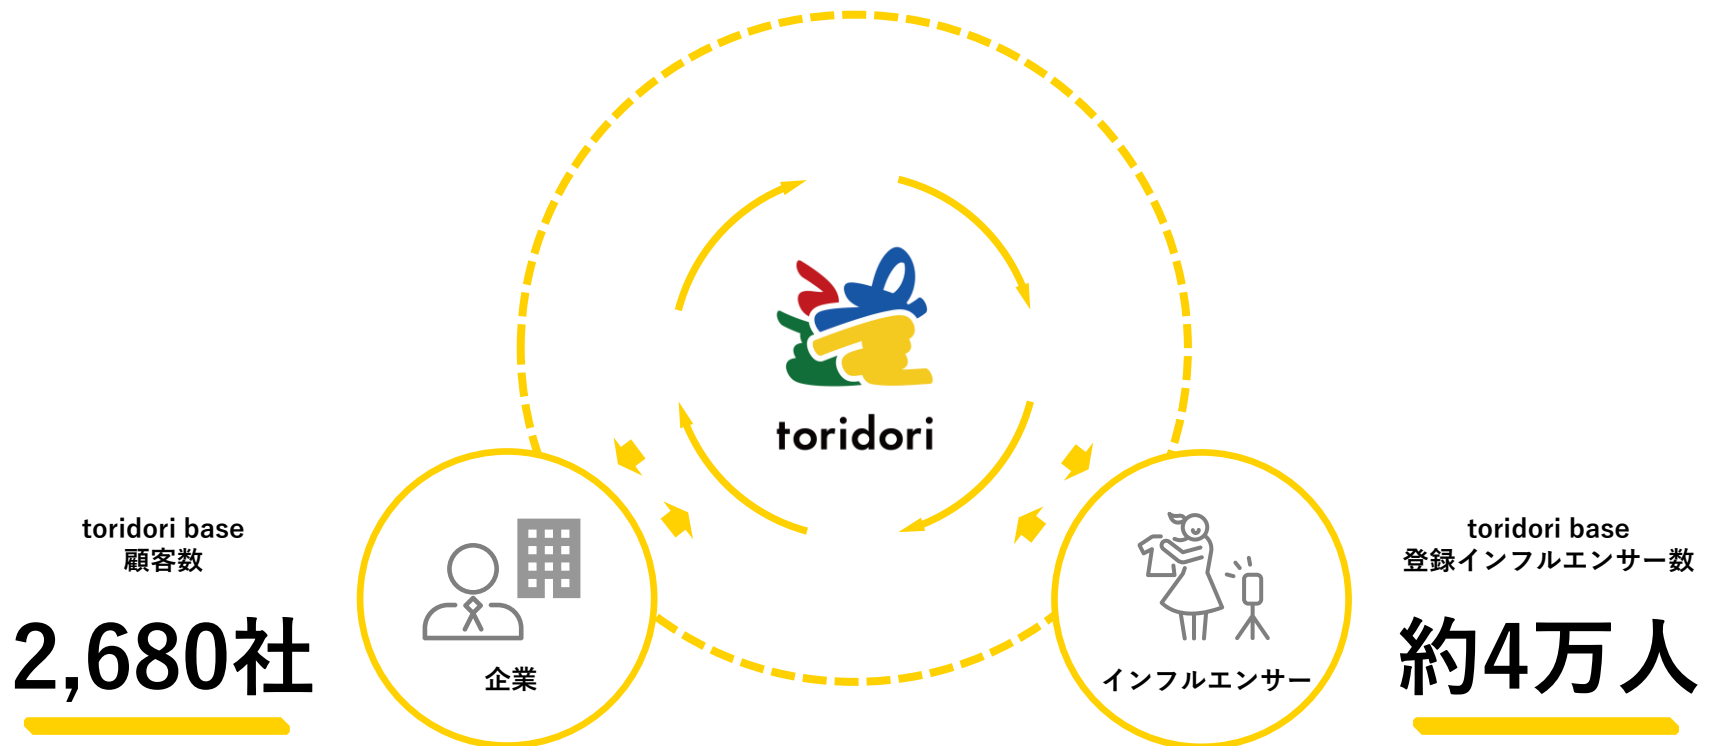 toridori
toridori base
顧客数
2,680社
企業
インフルエンサー
toridori base
登録インフルエンサー数
約4万人